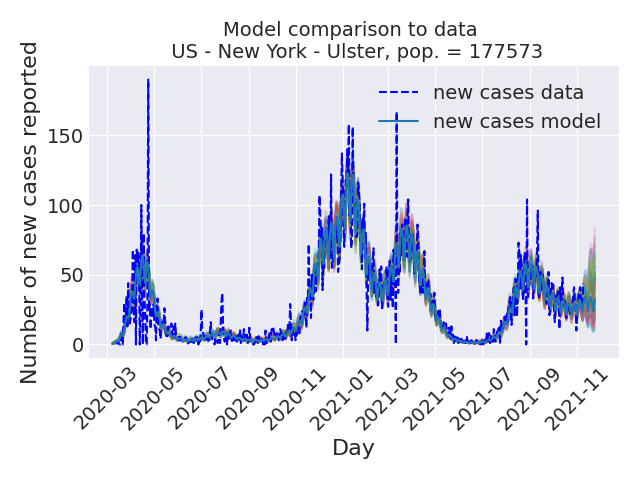 Model comparison to data
US - New York - Ulster, pop. = 177573
new cases data
new cases model
Number of new cases reported
150
100
50
0
2020-03
2020-05
2020-07
2020-09
2020-11
2021-01
2021-03
2021-05
2021-07
2021-09
2021-11
Day